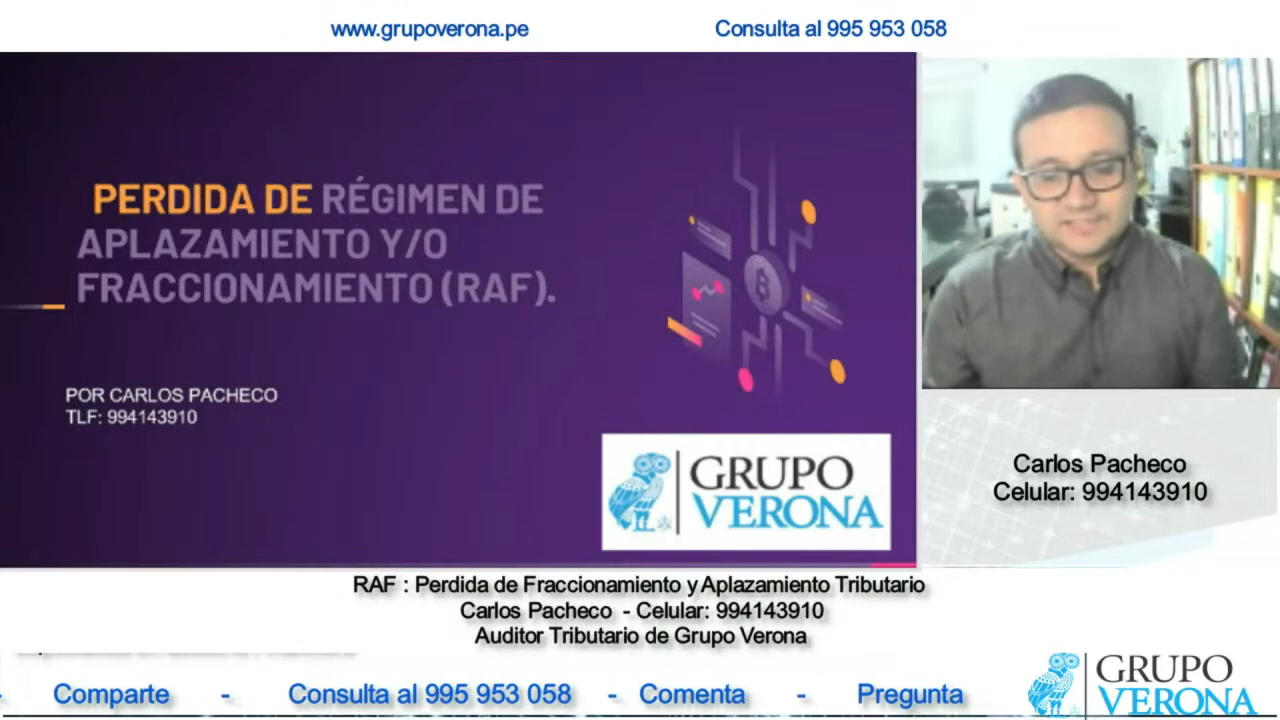 www.grupoverona.pe
Consulta al 995 953 058
PERDIDA DE RÉGIMEN DE
APLAZAMIENTO Y/O
FRACCIONAMIENTO (RAF).
POR CARLOS PACHECO
TLF: 994143910
GRUPO
VERONA
Carlos Pacheco
Celular: 994143910
RAF : Perdida de Fraccionamiento y Aplazamiento Tributario
Carlos Pacheco - Celular: 994143910
Auditor Tributario de Grupo Verona
- Comparte - Consulta al 995 953 058 - Comenta - Pregunta
GRUPO
VERONA